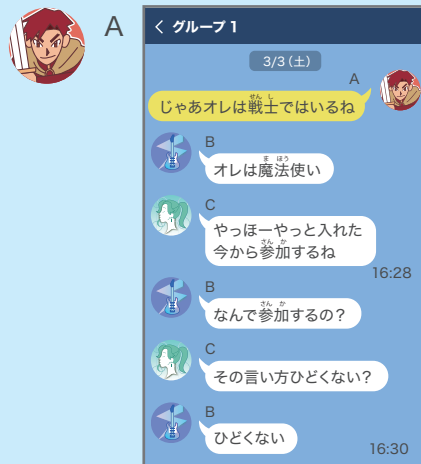 A
< グループ 1
3/3（土）
A
じゃあオレは戦士ではいるね
せん し
B
オレは魔法使い
ま ほう
C
やっほーやっと入れた
今から参加するね
さん か
16:28
B
なんで参加するの？
さん か
C
その言い方ひどくない？
B
ひどくない
16:30